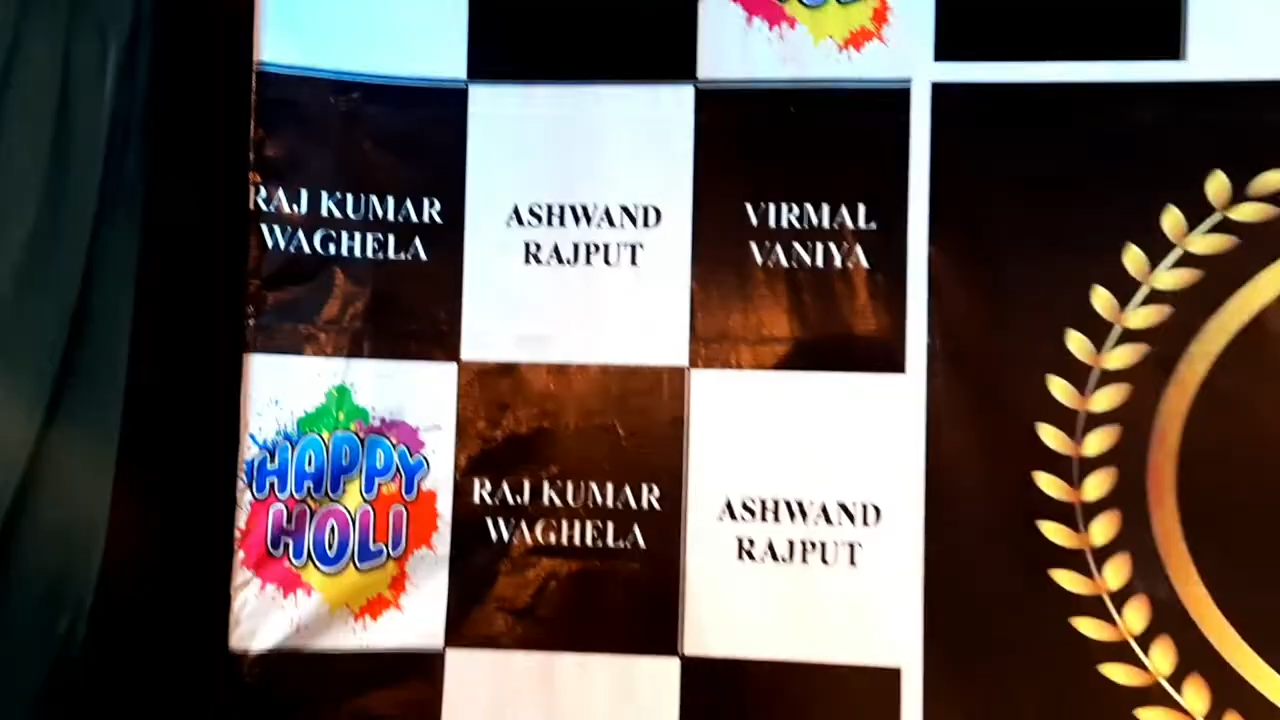 RAJ KUMAR
WAGHELA
ASHWAND
RAJPUT
VIRMAL
VANIYA
HAPPY
HOLI
RAJ KUMAR
WAGHELA
ASHWAND
RAJPUT